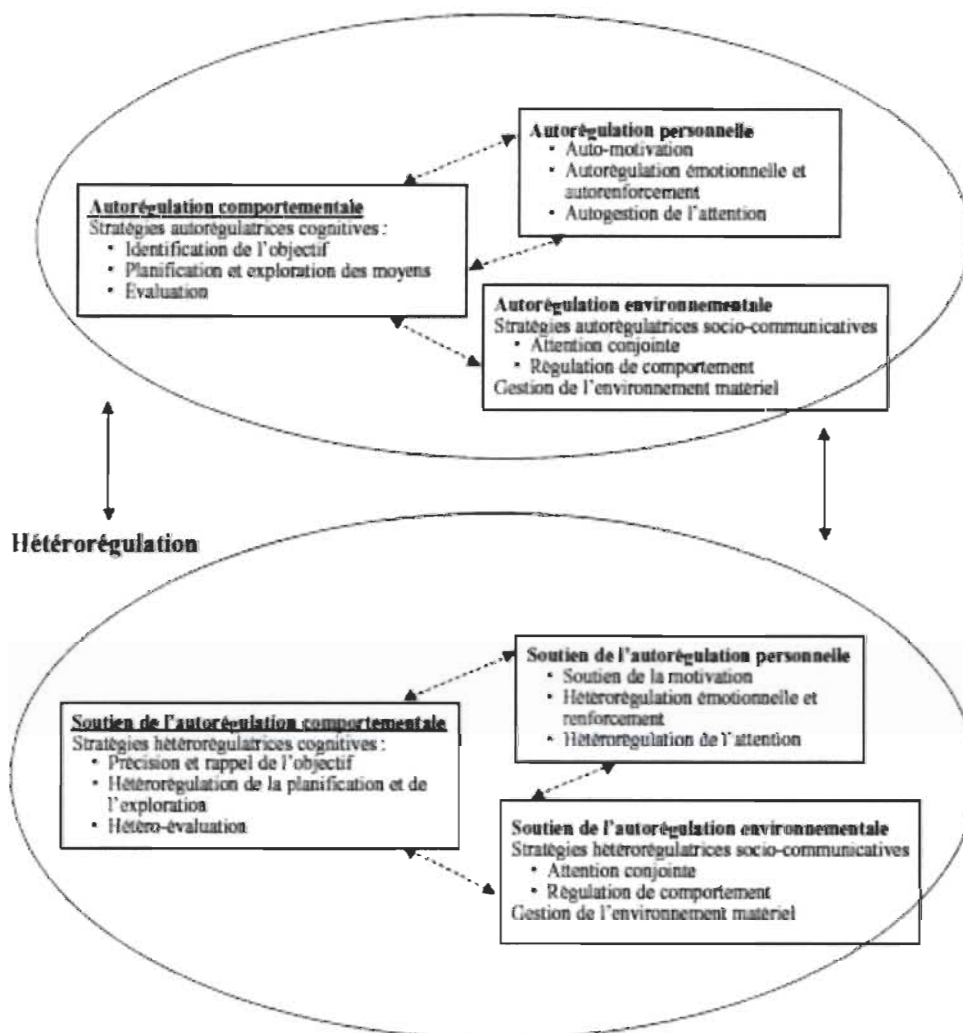 Autorégulation personnelle
• Auto-motivation
• Autorégulation émotionnelle et
autorenforcement
• Autogestion de l'attention
Autorégulation comportementale
Stratégies autorégulatrices cognitives :
• Identification de l'objectif
• Planification et exploration des moyens
• Evaluation
Autorégulation environnementale
Stratégies autorégulatrices socio-communicatives
• Attention conjointe
• Régulation de comportement
Gestion de l'environnement matériel
Hétérorégulation
Soutien de l'autorégulation personnelle
• Soutien de la motivation
• Hétérorégulation émotionnelle et
renforcement
• Hétérorégulation de l'attention
Soutien de l'autorégulation comportementale
Stratégies hétérorégulatrices cognitives :
• Précision et rappel de l'objectif
• Hétérorégulation de la planification et de
l'exploration
• Hétéro-évaluation
Soutien de l'autorégulation environnementale
Stratégies hétérorégulatrices socio-communicatives
• Attention conjointe
• Régulation de comportement
Gestion de l'environnement matériel